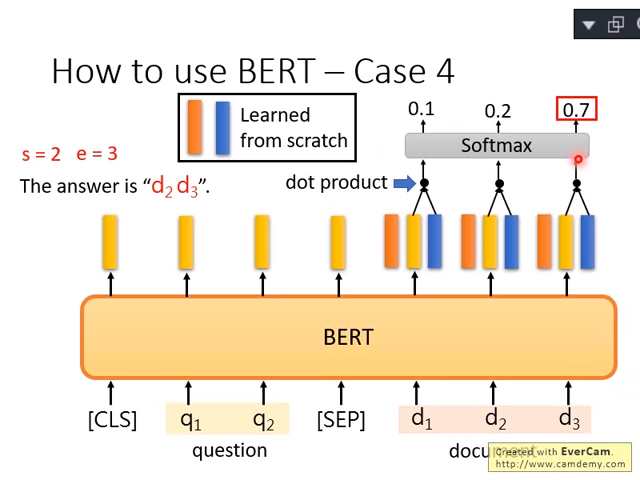 How to use BERT – Case 4
Learned
from scratch
0.1 0.2 0.7
Softmax
s = 2 e = 3
The answer is “d2 d3”.
dot product
BERT
[CLS] q1 q2 [SEP] d1 d2 d3
question
Created with EverCam.
http://www.camdemy.com